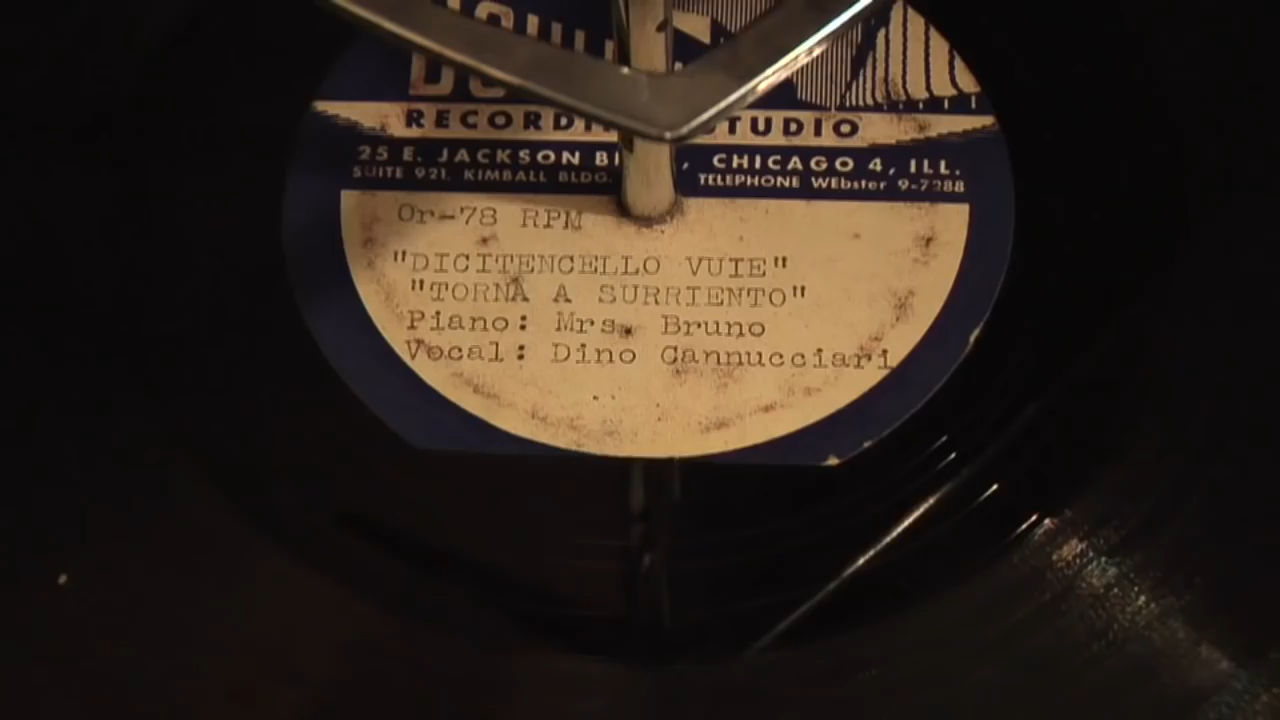 RECORDI STUDIO
25 E. JACKSON B , CHICAGO 4, ILL.
SUITE 921, KIMBALL BLDG. TELEPHONE WEbster 9-7288
Or-78 RPM
"DICITENCELLO VUIE"
"TORNA A SURRIENTO"
Piano: Mrs. Bruno
Vocal: Dino Cannucciari